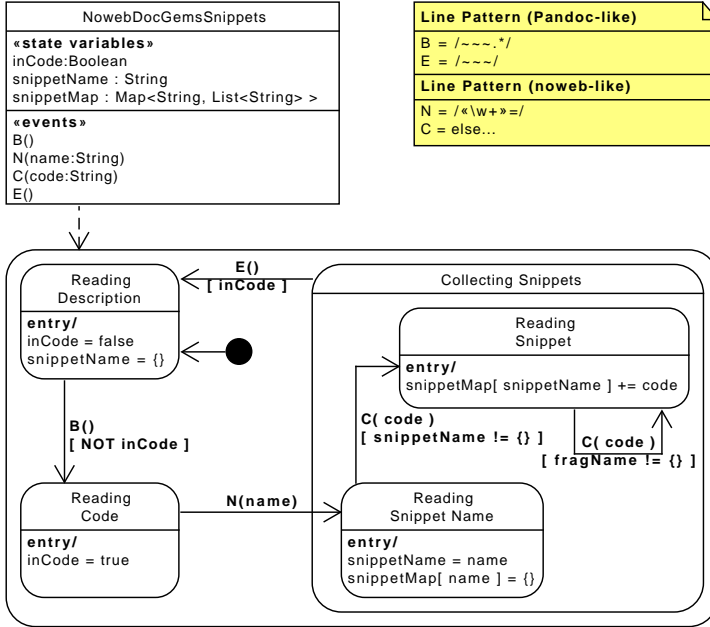 NowebDocGemsSnippets
«state variables»
inCode:Boolean
snippetName : String
snippetMap : Map<String, List<String> >
«events»
B()
N(name:String)
C(code:String)
E()
Line Pattern (Pandoc-like)
B = /~~~.*/
E = /~~~/
Line Pattern (noweb-like)
N = /«\w+»=/
C = else...
Reading
Description
entry/
inCode = false
snippetName = {}
E()
[ inCode ]
Collecting Snippets
Reading
Snippet
entry/
snippetMap[ snippetName ] += code
B()
[ NOT inCode ]
C( code )
[ snippetName != {} ]
C( code )
[ fragName != {} ]
Reading
Code
entry/
inCode = true
N(name)
Reading
Snippet Name
entry/
snippetName = name
snippetMap[ name ] = {}